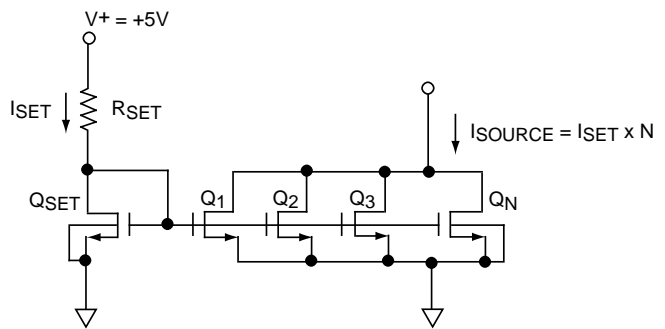 V+ = +5V
ISET
RSET
ISOURCE = ISET x N
QSET
Q1
Q2
Q3
QN